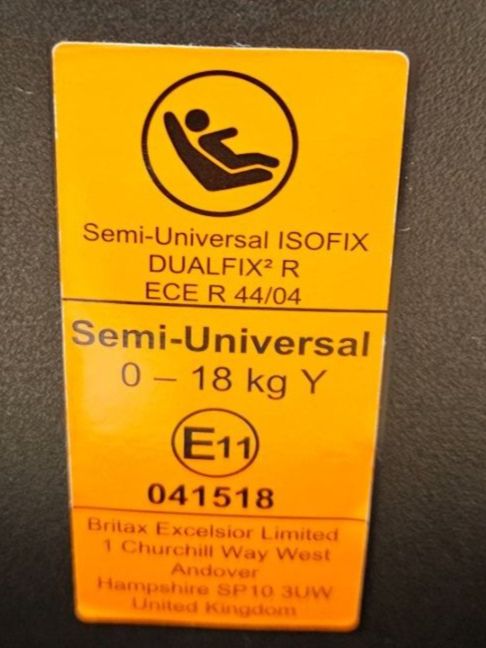 Semi-Universal ISOFIX
DUALFIX² R
ECE R 44/04
Semi-Universal
0 – 18 kg Y
E11
041518
Britax Excelsior Limited
1 Churchill Way West
Andover
Hampshire SP10 3UW
United Kingdom